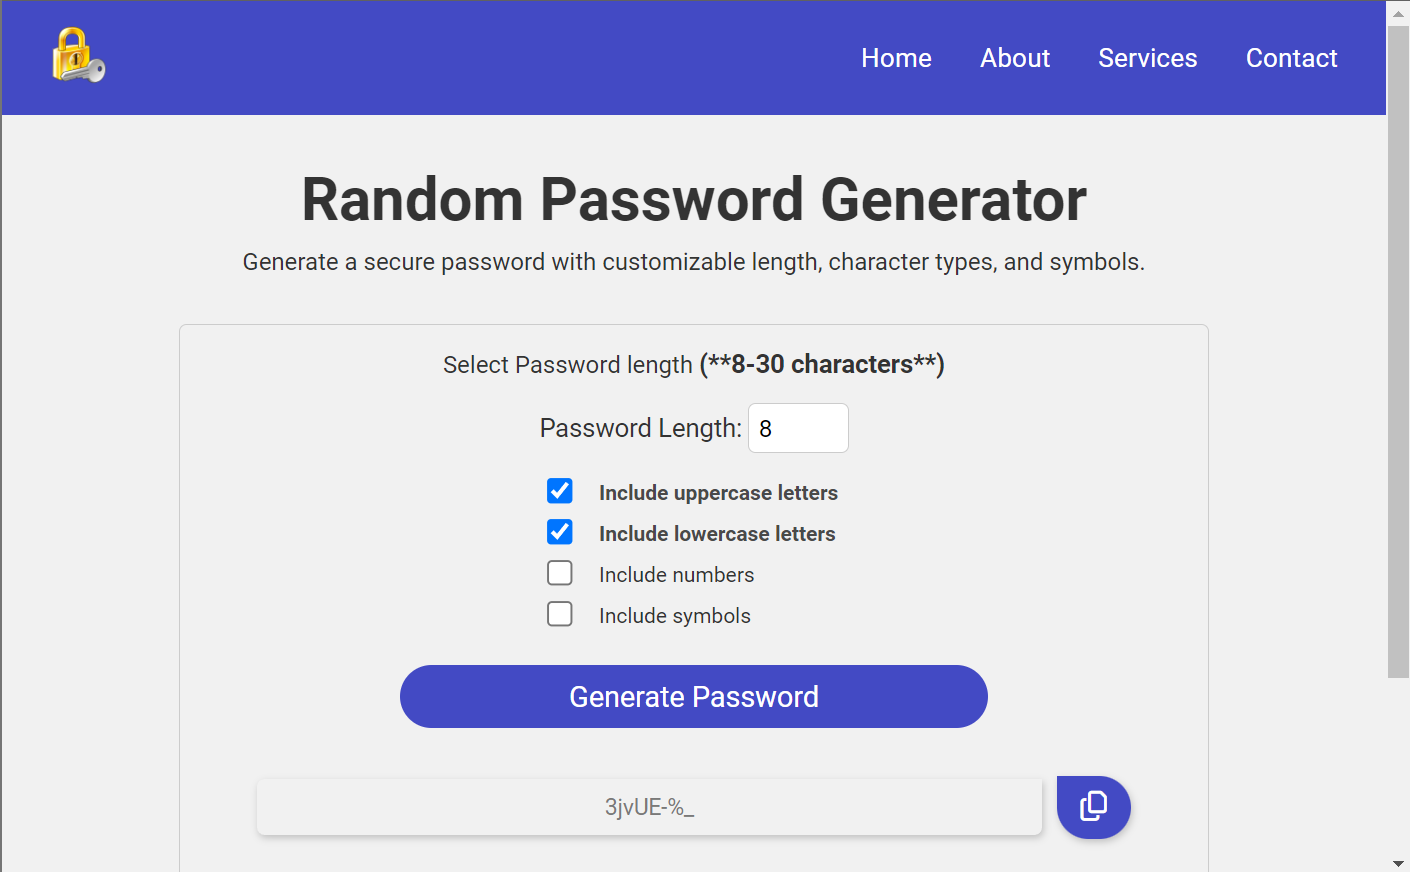 Home About Services Contact
Random Password Generator
Generate a secure password with customizable length, character types, and symbols.
Select Password length (**8-30 characters**)
Password Length: 8
Include uppercase letters
Include lowercase letters
Include numbers
Include symbols
Generate Password
3jvUE-%_